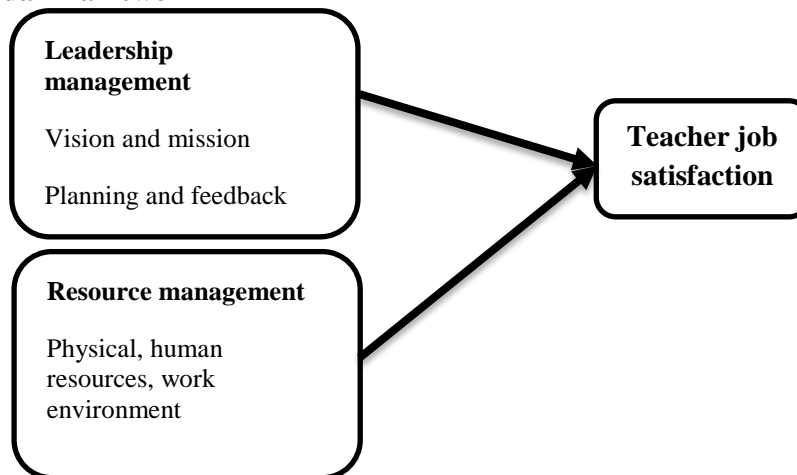 Leadership
management
Vision and mission
Planning and feedback
Teacher job
satisfaction
Resource management
Physical, human
resources, work
environment